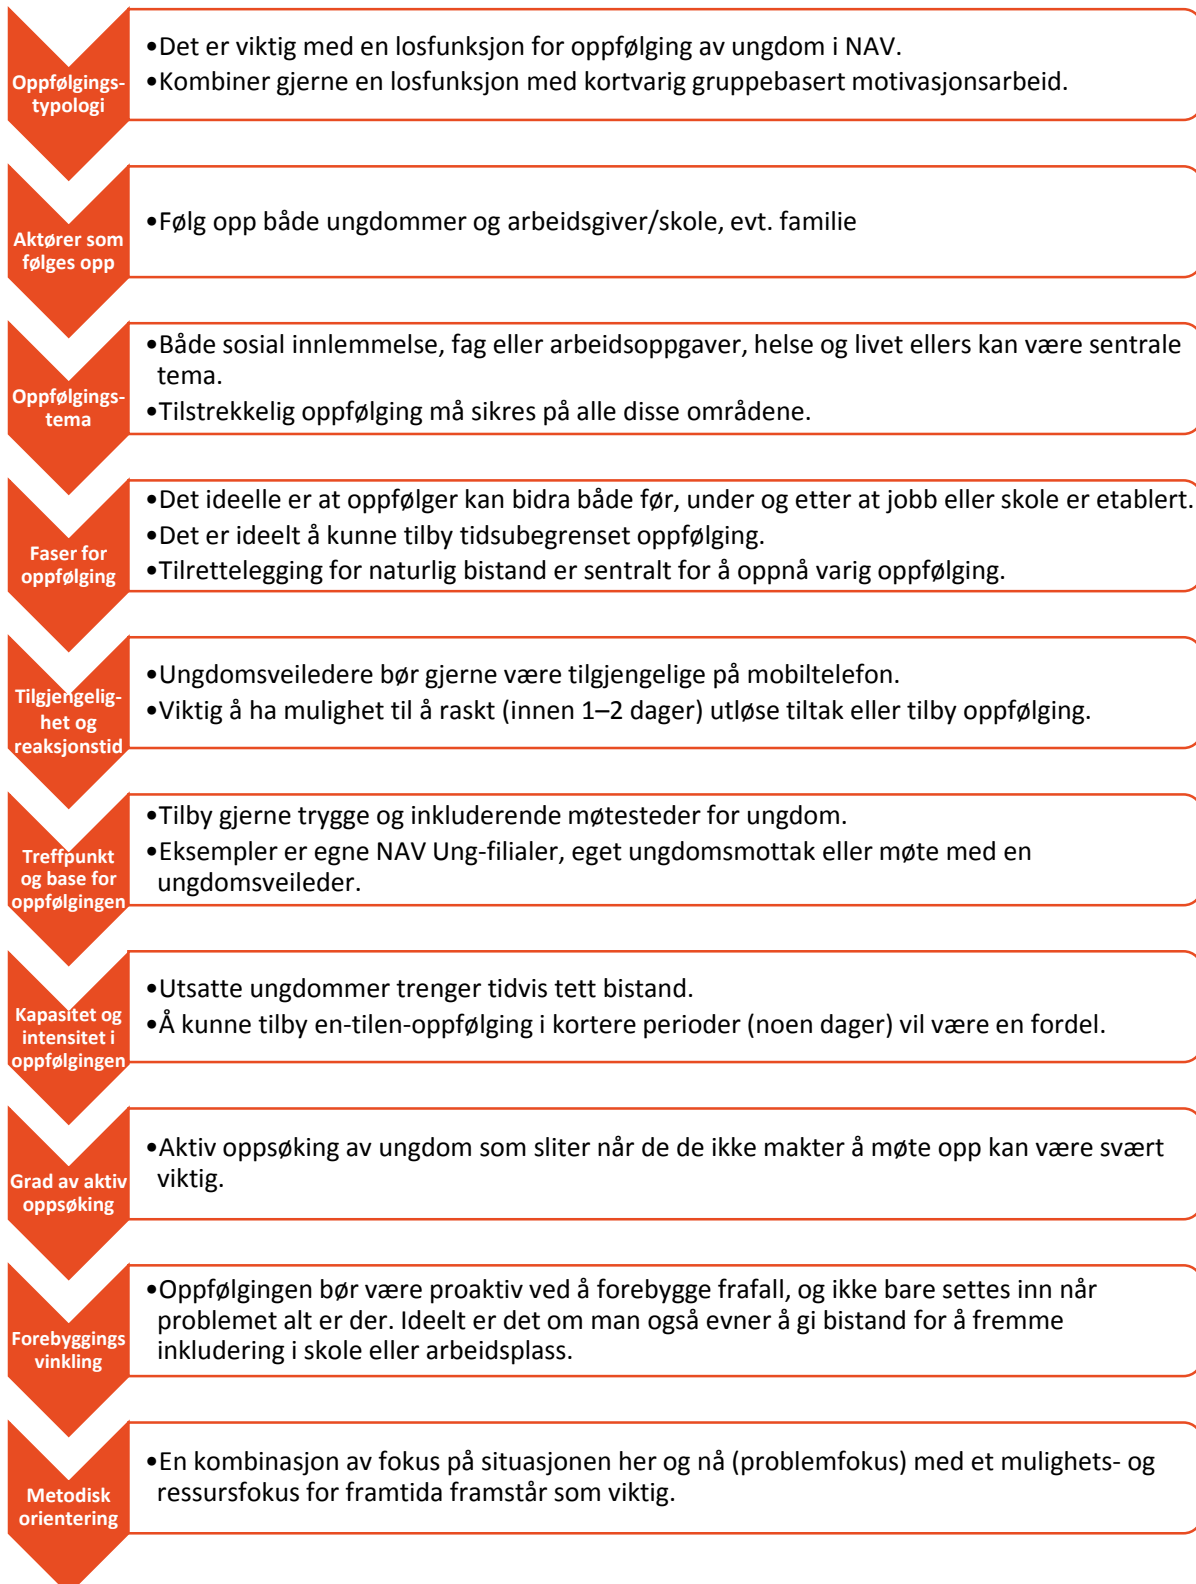 Oppfølgings-
typologi
•Det er viktig med en losfunksjon for oppfølging av ungdom i NAV.
•Kombiner gjerne en losfunksjon med kortvarig gruppebasert motivasjonsarbeid.
Aktører som
følges opp
•Følg opp både ungdommer og arbeidsgiver/skole, evt. familie
Oppfølgings-
tema
•Både sosial innlemmelse, fag eller arbeidsoppgaver, helse og livet ellers kan være sentrale
tema.
•Tilstrekkelig oppfølging må sikres på alle disse områdene.
Faser for
oppfølging
•Det ideelle er at oppfølger kan bidra både før, under og etter at jobb eller skole er etablert.
•Det er ideelt å kunne tilby tidsubegrenset oppfølging.
•Tilrettelegging for naturlig bistand er sentralt for å oppnå varig oppfølging.
Tilgjengelig-
het og
reaksjonstid
•Ungdomsveiledere bør gjerne være tilgjengelige på mobiltelefon.
•Viktig å ha mulighet til å raskt (innen 1–2 dager) utløse tiltak eller tilby oppfølging.
Treffpunkt
og base for
oppfølgingen
•Tilby gjerne trygge og inkluderende møtesteder for ungdom.
•Eksempler er egne NAV Ung-filialer, eget ungdomsmottak eller møte med en
ungdomsveileder.
Kapasitet og
intensitet i
oppfølgingen
•Utsatte ungdommer trenger tidvis tett bistand.
•Å kunne tilby en-tilen-oppfølging i kortere perioder (noen dager) vil være en fordel.
Grad av aktiv
oppsøking
•Aktiv oppsøking av ungdom som sliter når de de ikke makter å møte opp kan være svært
viktig.
Forebyggings
vinkling
•Oppfølgingen bør være proaktiv ved å forebygge frafall, og ikke bare settes inn når
problemet alt er der. Ideelt er det om man også evner å gi bistand for å fremme
inkludering i skole eller arbeidsplass.
Metodisk
orientering
•En kombinasjon av fokus på situasjonen her og nå (problemfokus) med et mulighets- og
ressursfokus for framtida framstår som viktig.